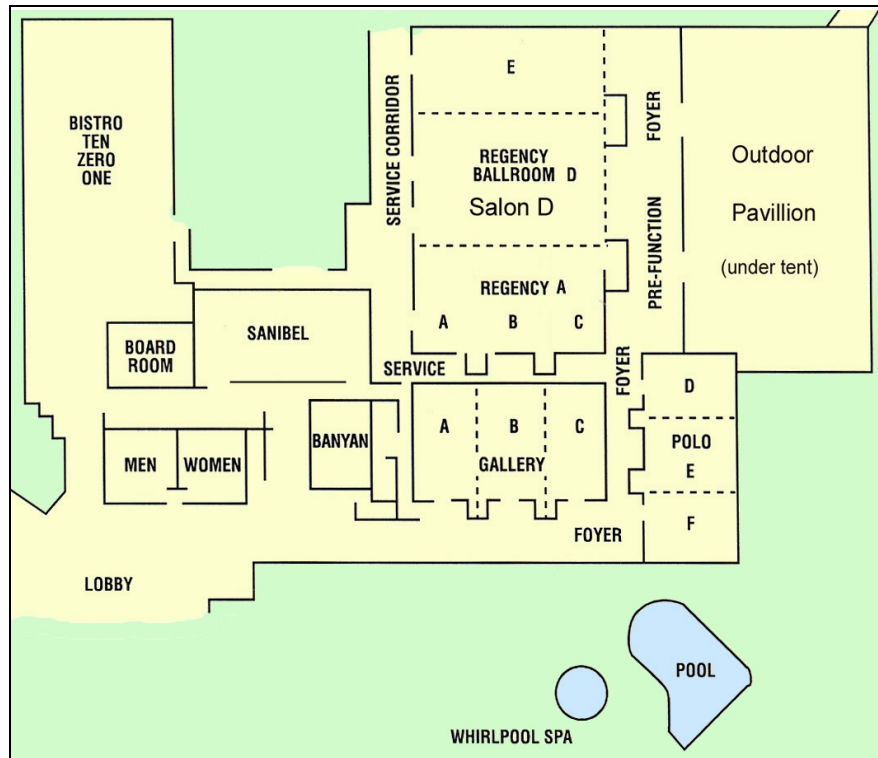 BISTRO
TEN
ZERO
ONE
SERVICE CORRIDOR
E
REGENCY
BALLROOM D
Salon D
REGENCY A
A B C
FOYER
PRE-FUNCTION
Outdoor
Pavillion
(under tent)
BOARD
ROOM
SANIBEL
SERVICE
FOYER
D
POLO
E
F
MEN
WOMEN
BANYAN
A B C
GALLERY
FOYER
LOBBY
POOL
WHIRLPOOL SPA